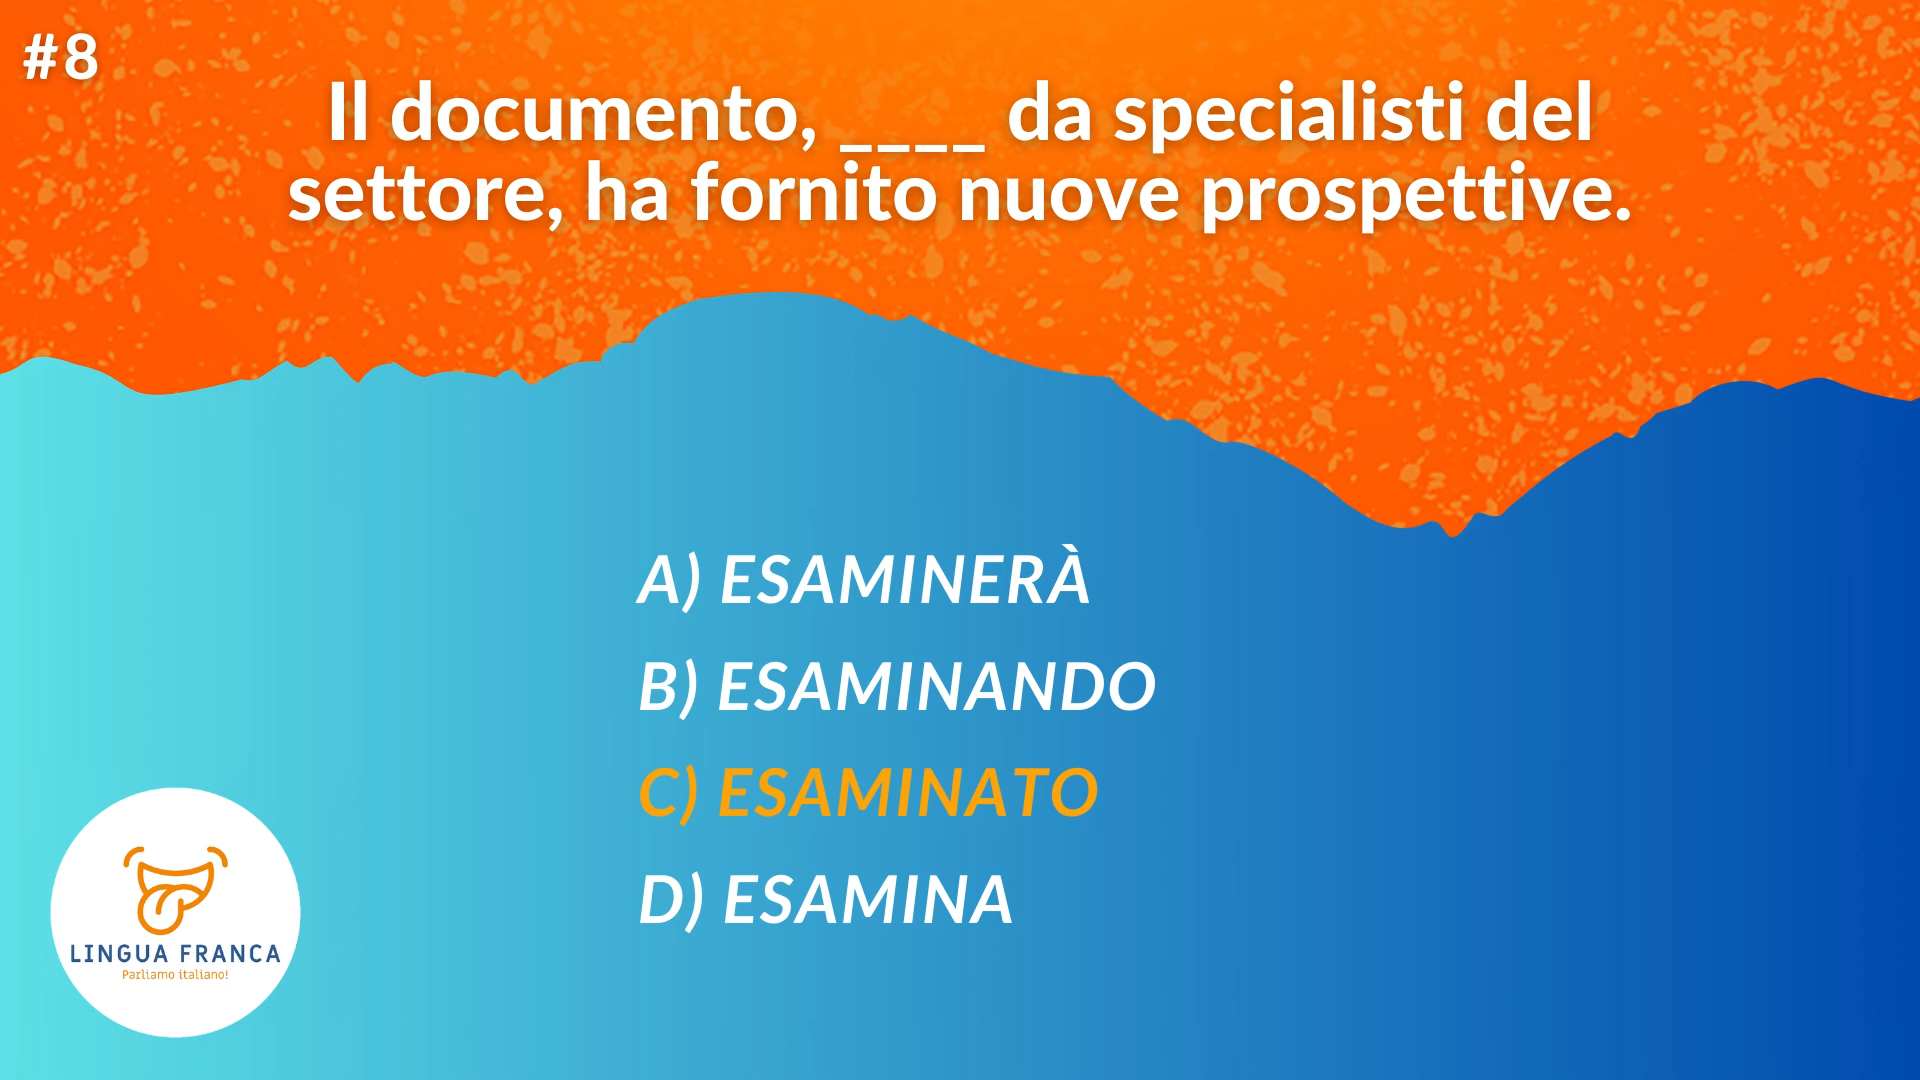 #8
Il documento, ____ da specialisti del
settore, ha fornito nuove prospettive.
A) ESAMINERÀ
B) ESAMINANDO
C) ESAMINATO
D) ESAMINA
LINGUA FRANCA
Parliamo italiano!